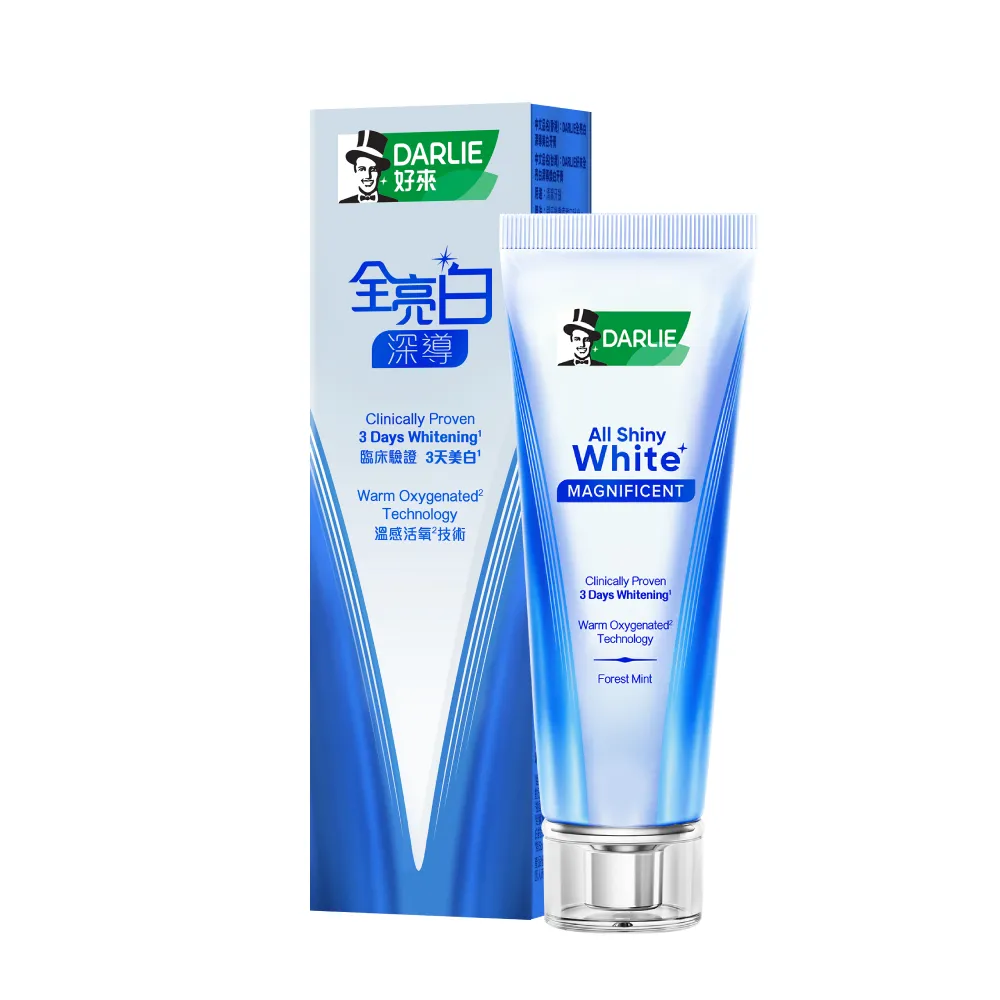 DARLIE
好來
全亮白
深導
Clinically Proven
3 Days Whitening¹
臨床驗證 3天美白¹
Warm Oxygenated²
Technology
溫感活氧²技術
DARLIE
All Shiny
White
MAGNIFICENT
Clinically Proven
3 Days Whitening¹
Warm Oxygenated²
Technology
Forest Mint